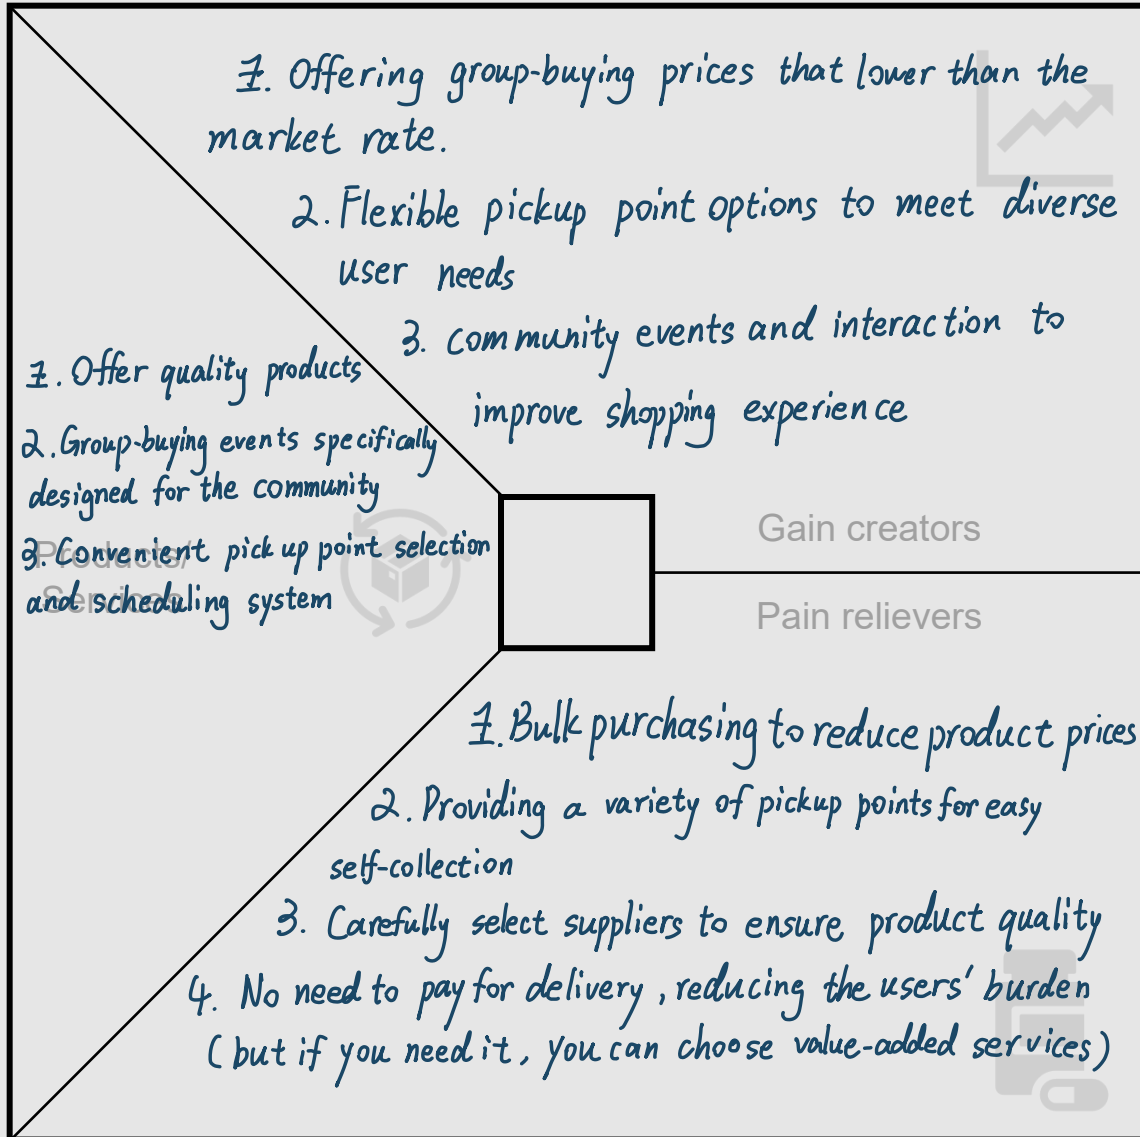 1. Offering group-buying prices that lower than the
market rate.
2. Flexible pickup point options to meet diverse
user needs
3. community events and interaction to
improve shopping experience
Gain creators
1. Offer quality products
2. Group-buying events specifically
designed for the community
3. Convenient pick up point selection
and scheduling system
Products/
Services
Pain relievers
1. Bulk purchasing to reduce product prices
2. Providing a variety of pickup points for easy
self-collection
3. Carefully select suppliers to ensure product quality
4. No need to pay for delivery, reducing the users' burden
(but if you need it, you can choose value-added services)